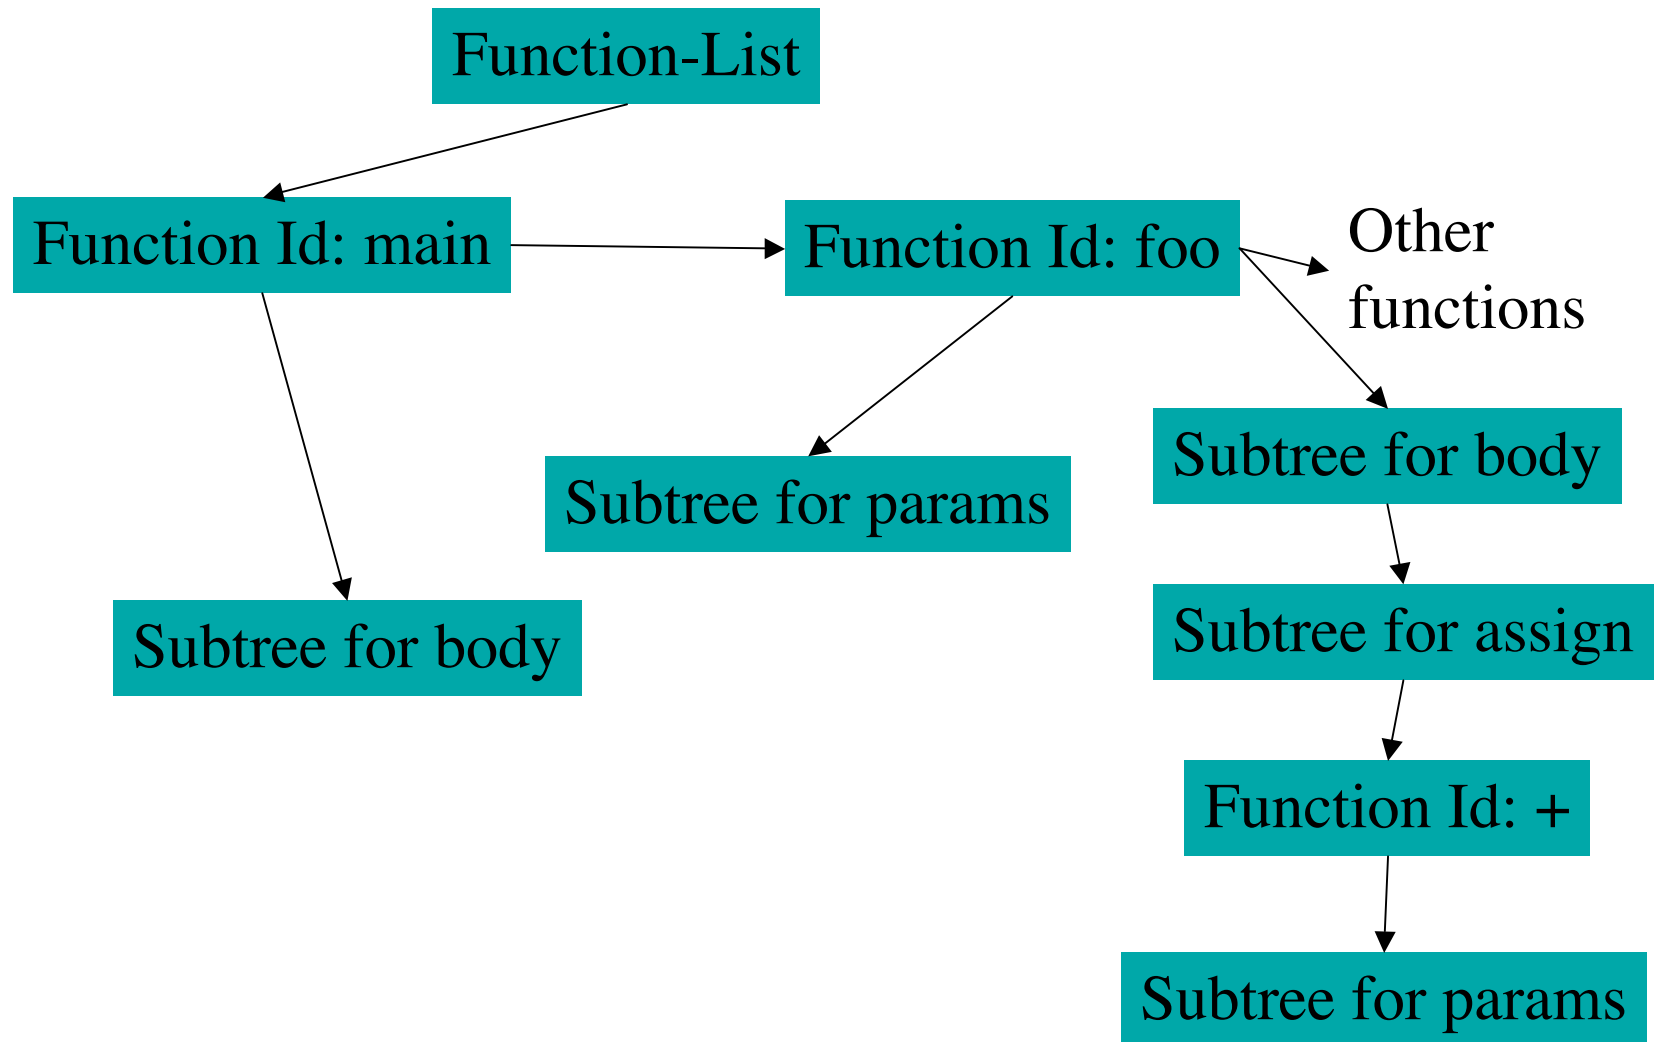 Function-List
Function Id: main
Function Id: foo
Other
functions
Subtree for body
Subtree for params
Subtree for assign
Subtree for body
Function Id: +
Subtree for params